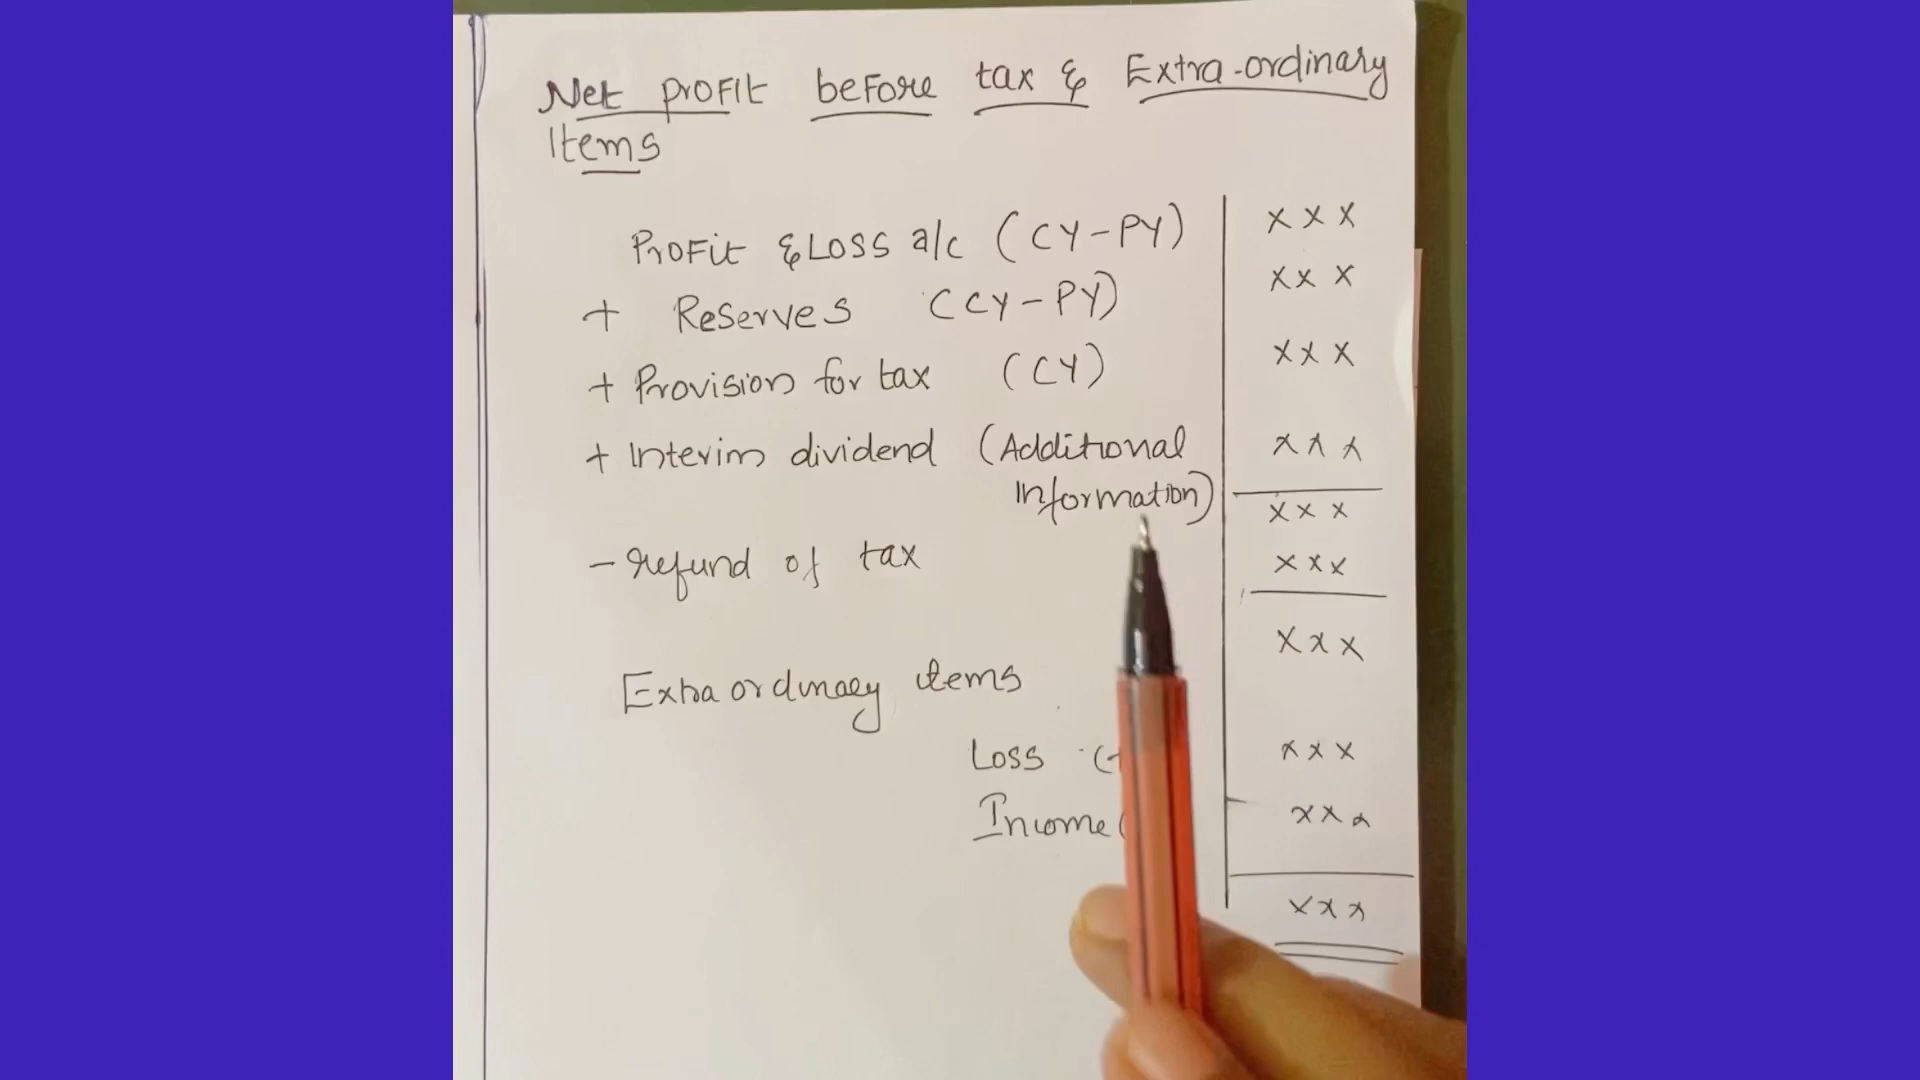 Net profit before tax & Extra-ordinary
Items
Profit & Loss a/c (CY-PY) xxx
+ Reserves (CY-PY) xxx
+ Provision for tax (CY) xxx
+ Interim dividend (Additional xxx
Information)
xxx
- refund of tax xxx
xxx
Extra ordinary items
Loss (+ xxx
Income ( xxx
xxx